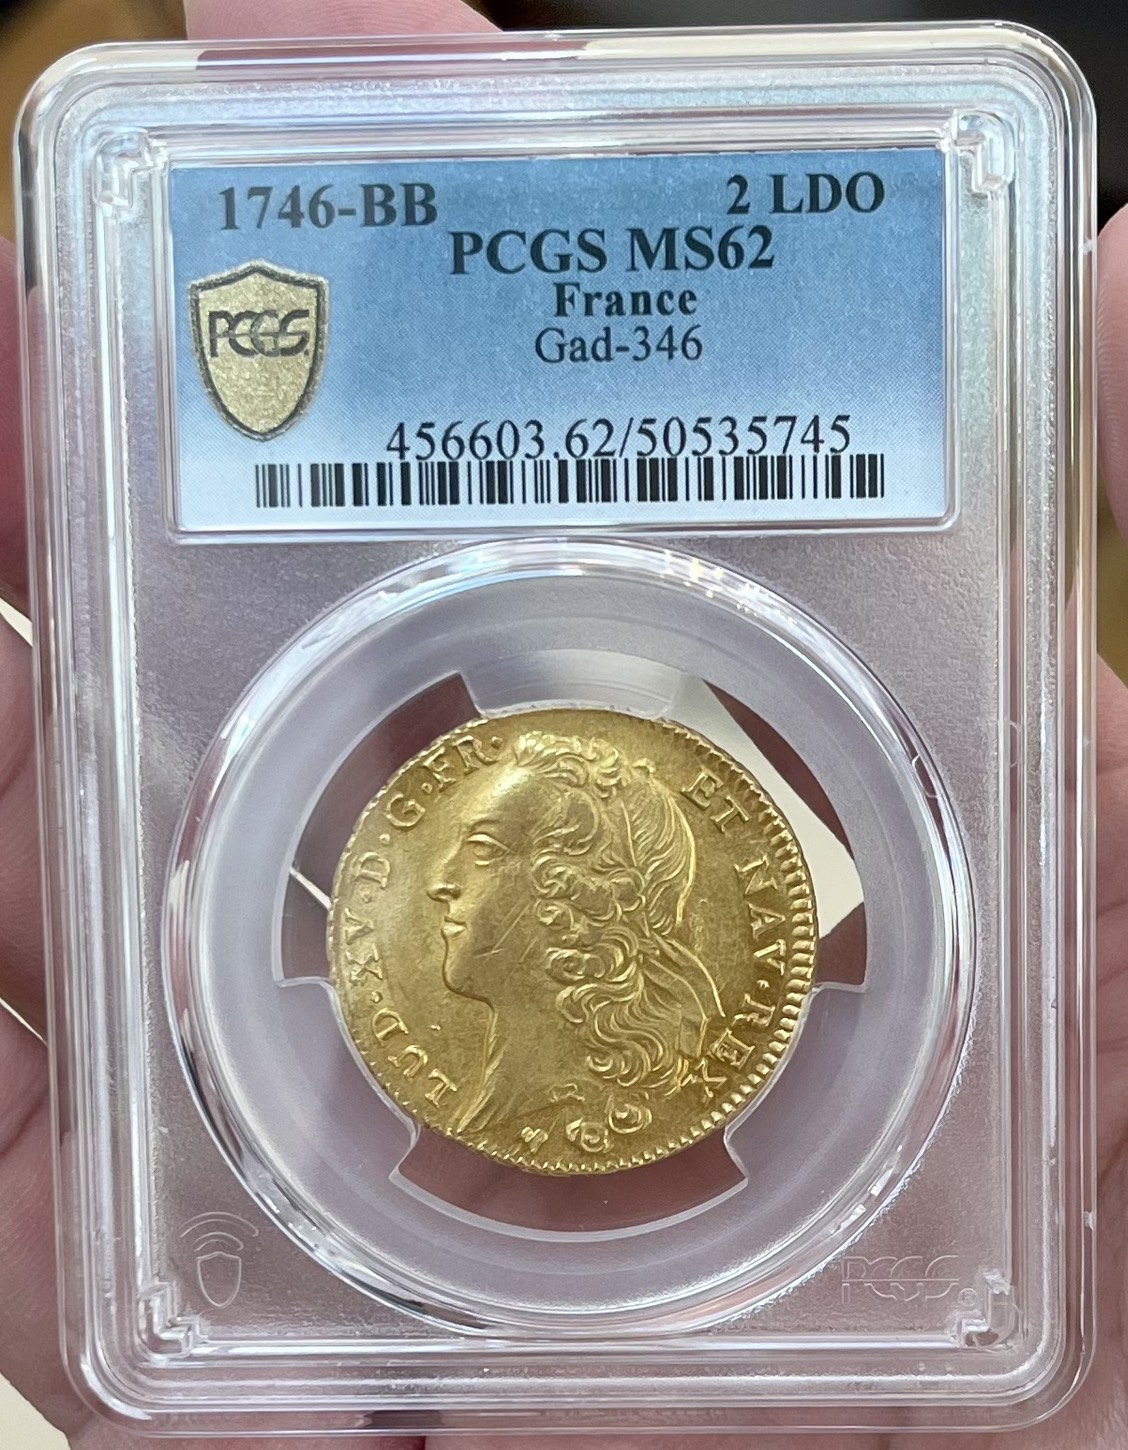 1746-BB 2 LDO
PCGS MS62
France
Gad-346
PCGS
456603.62/50535745
LUD·XV·D·G·FR· ET NAV·REX
PCGS